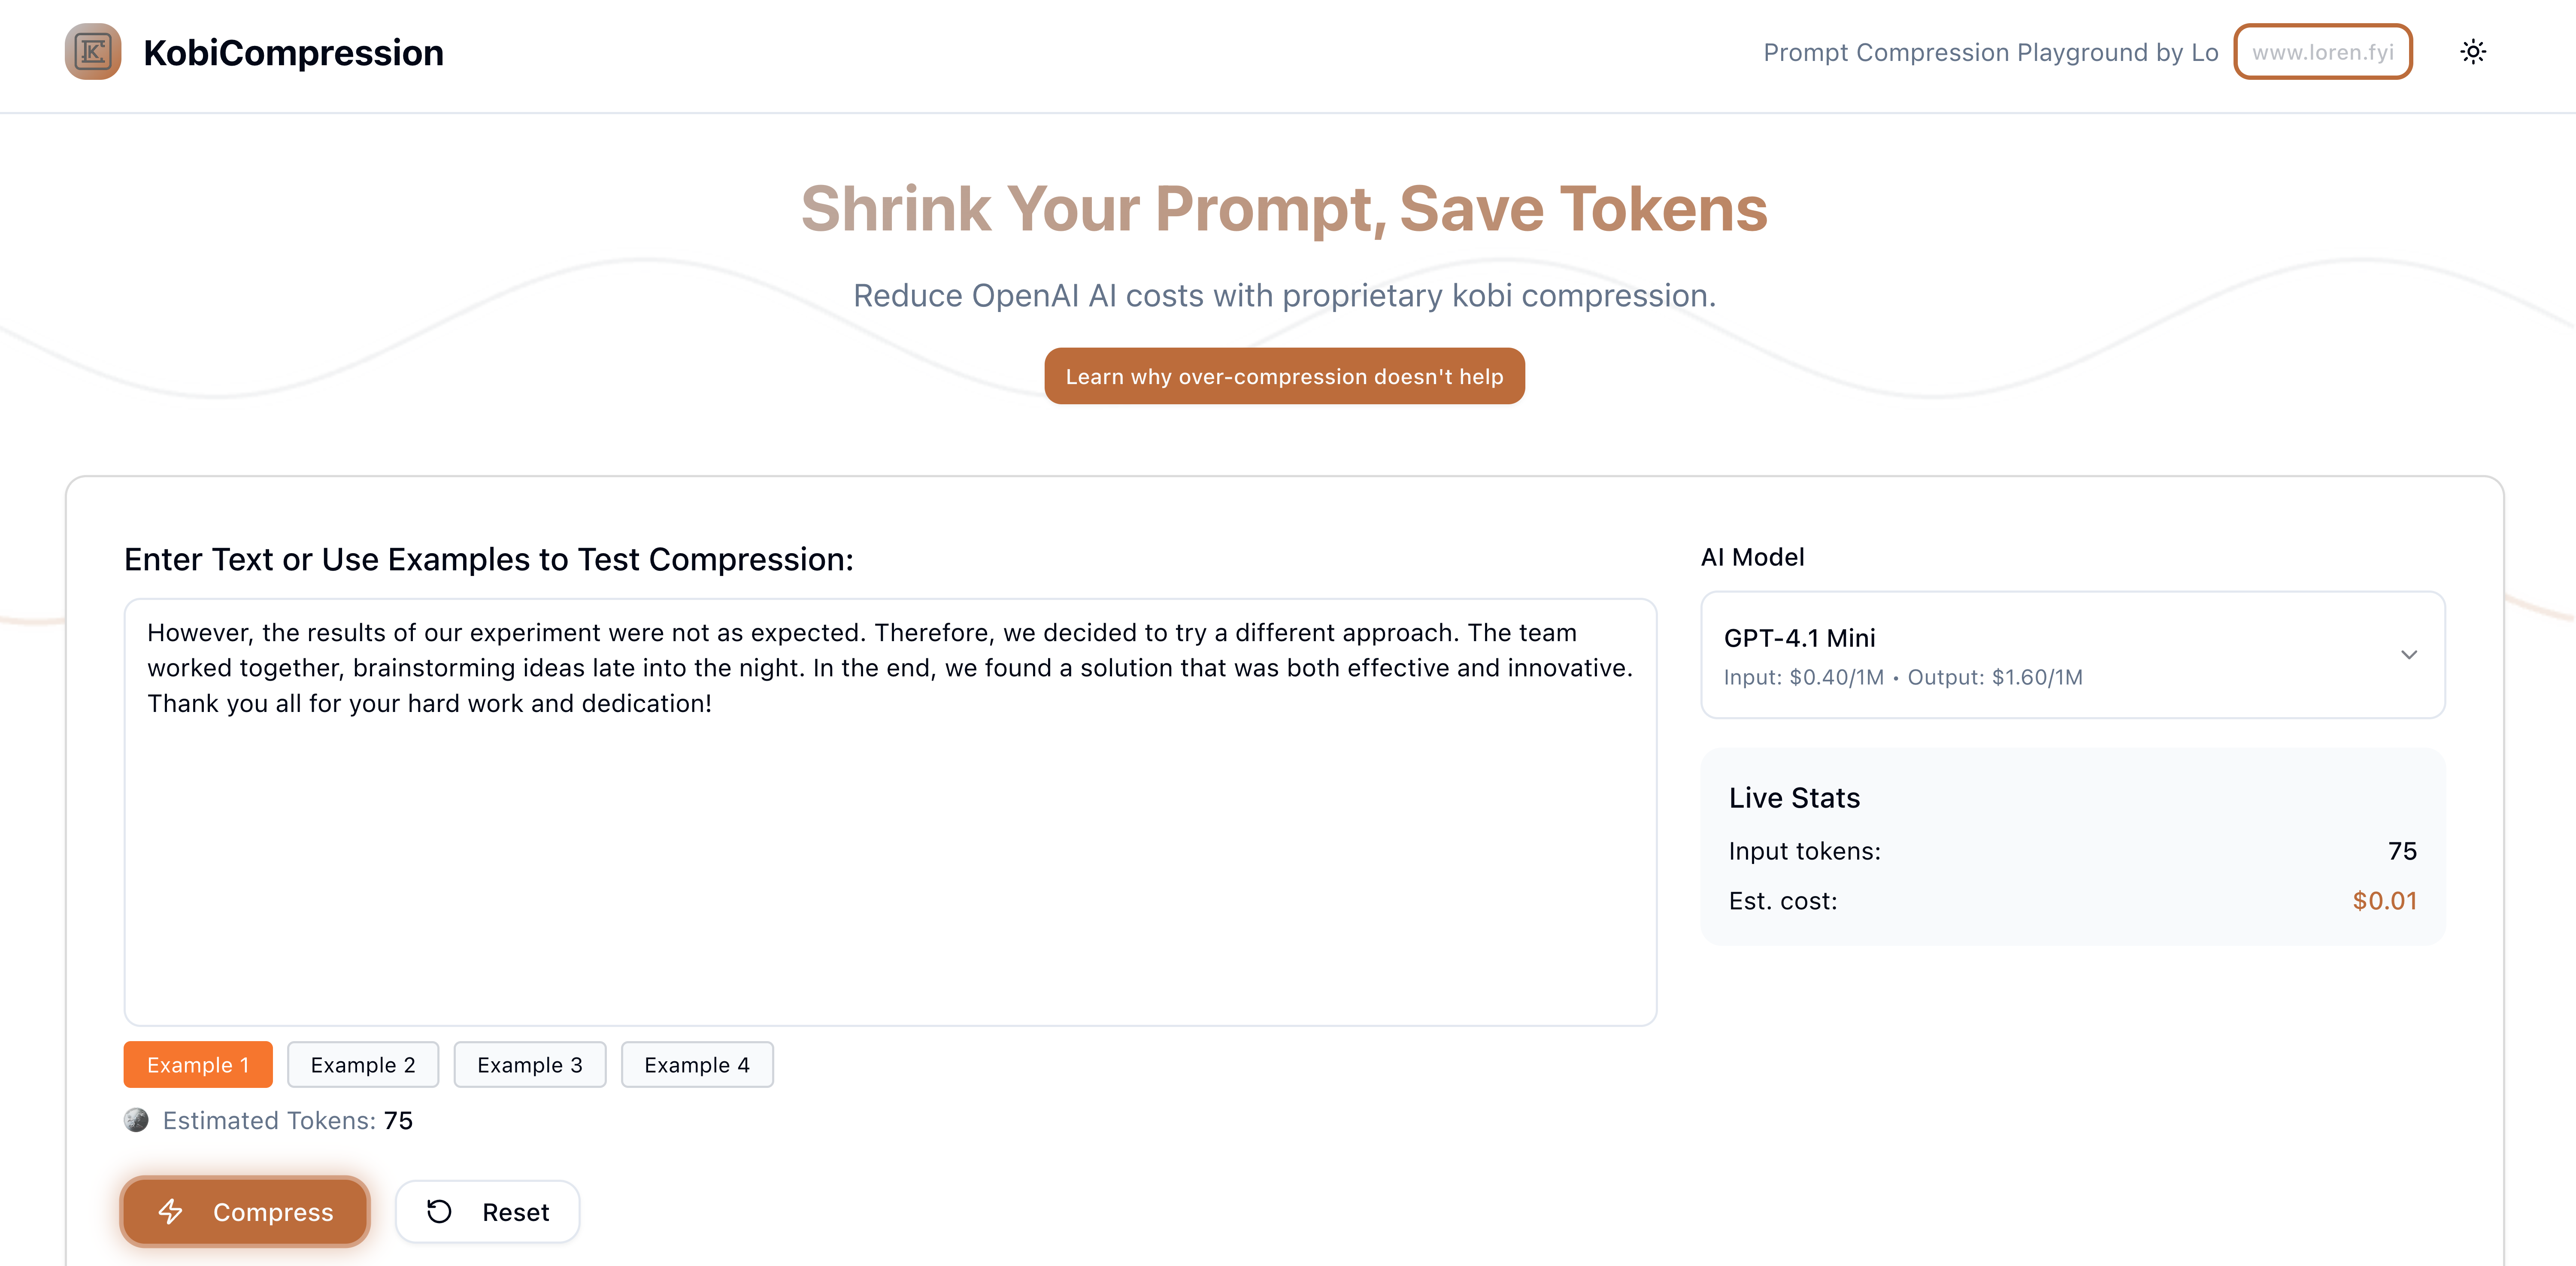 KobiCompression
Prompt Compression Playground by Lo
www.loren.fyi
Shrink Your Prompt, Save Tokens
Reduce OpenAI AI costs with proprietary kobi compression.
Learn why over-compression doesn't help
Enter Text or Use Examples to Test Compression:
However, the results of our experiment were not as expected. Therefore, we decided to try a different approach. The team
worked together, brainstorming ideas late into the night. In the end, we found a solution that was both effective and innovative.
Thank you all for your hard work and dedication!
Example 1
Example 2
Example 3
Example 4
Estimated Tokens: 75
Compress
Reset
AI Model
GPT-4.1 Mini
Input: $0.40/1M • Output: $1.60/1M
Live Stats
Input tokens: 75
Est. cost: $0.01